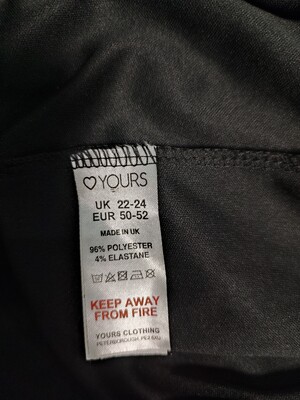 YOURS
UK 22-24
EUR 50-52
MADE IN UK
96% POLYESTER
4% ELASTANE
KEEP AWAY
FROM FIRE
YOURS CLOTHING
PETERBOROUGH